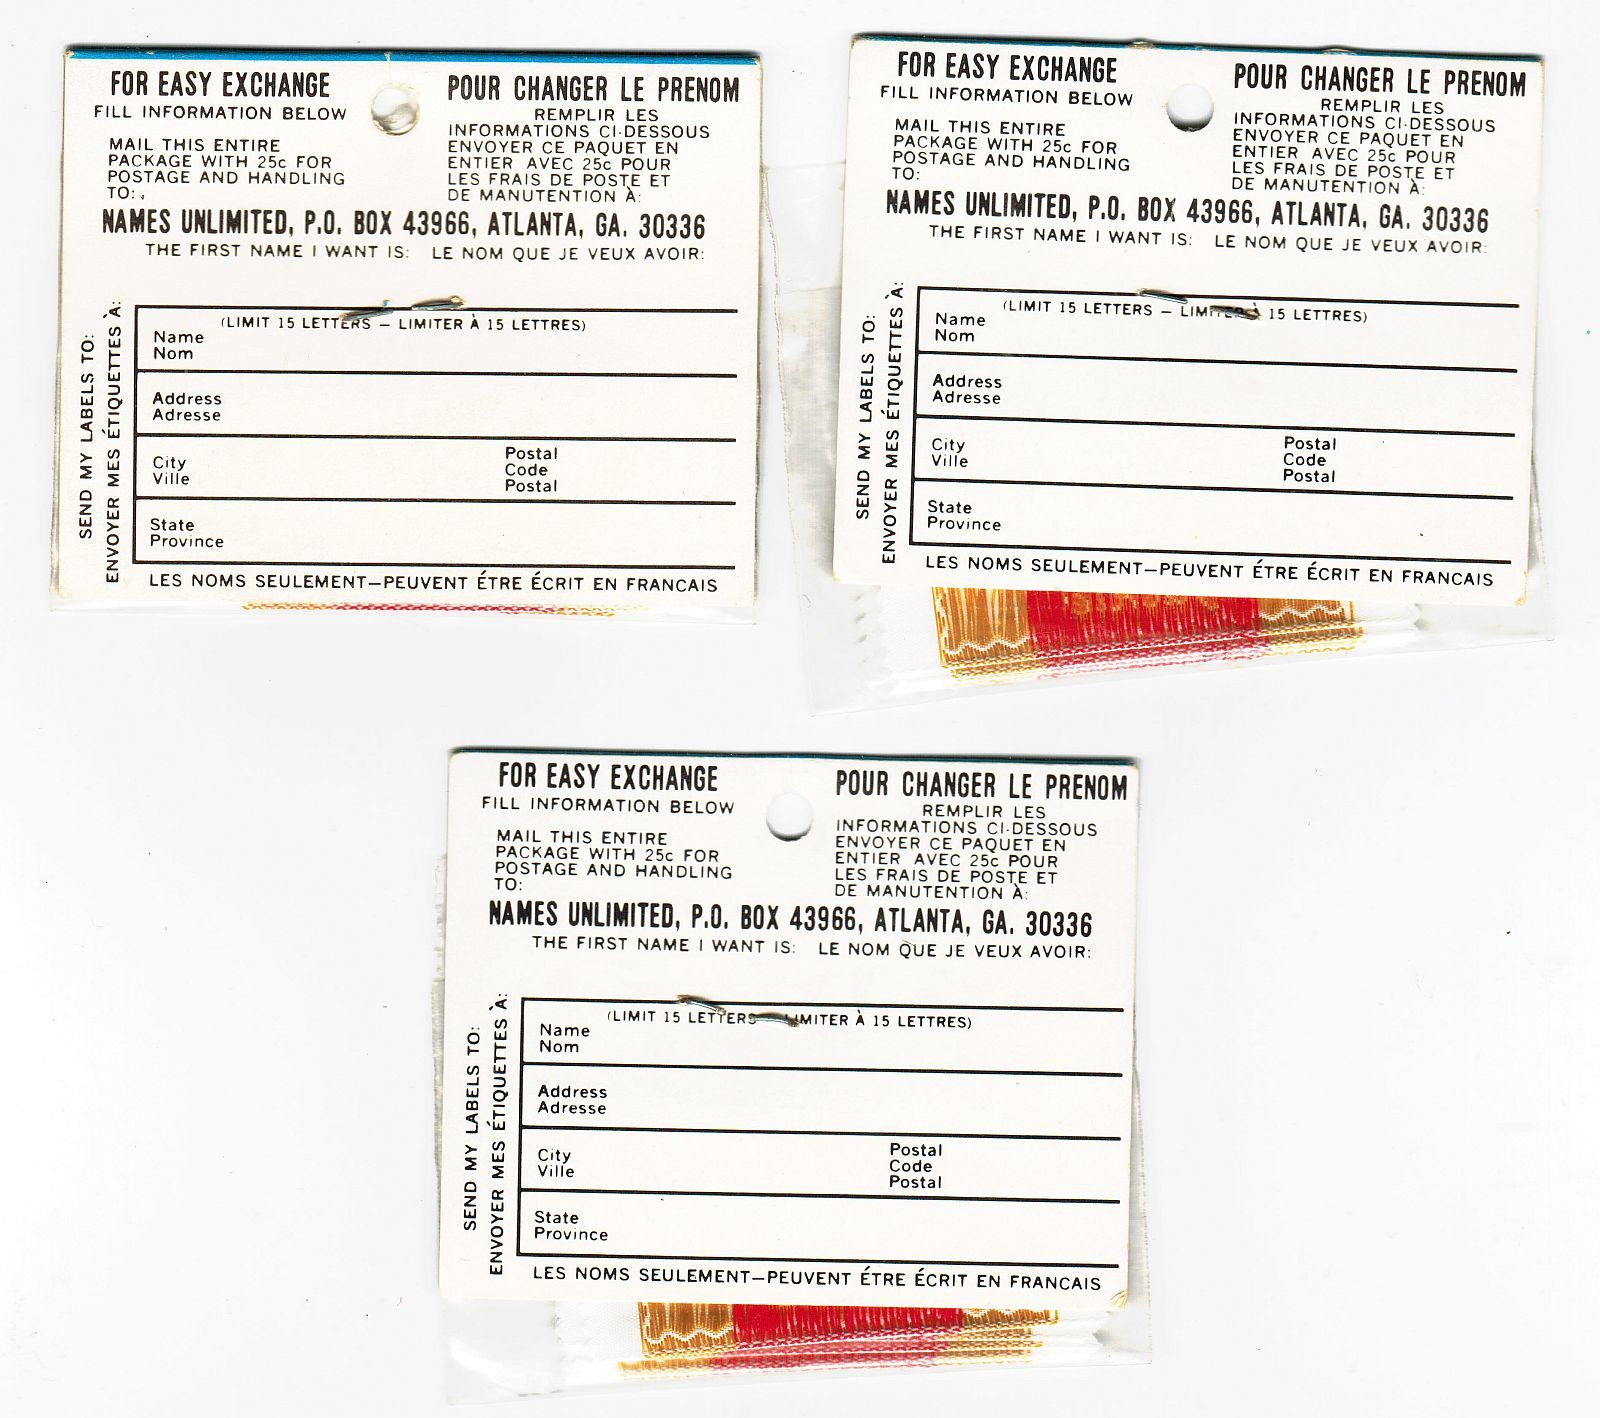 FOR EASY EXCHANGE
FILL INFORMATION BELOW
MAIL THIS ENTIRE
PACKAGE WITH 25c FOR
POSTAGE AND HANDLING
TO:
POUR CHANGER LE PRENOM
REMPLIR LES
INFORMATIONS CI-DESSOUS
ENVOYER CE PAQUET EN
ENTIER AVEC 25c POUR
LES FRAIS DE POSTE ET
DE MANUTENTION À:
NAMES UNLIMITED, P.O. BOX 43966, ATLANTA, GA. 30336
THE FIRST NAME I WANT IS: LE NOM QUE JE VEUX AVOIR:
SEND MY LABELS TO:
ENVOYER MES ÉTIQUETTES À:
(LIMIT 15 LETTERS – LIMITER À 15 LETTRES)
Name
Nom
Address
Adresse
City
Ville
Postal
Code
Postal
State
Province
LES NOMS SEULEMENT—PEUVENT ÉTRE ÉCRIT EN FRANCAIS
FOR EASY EXCHANGE
FILL INFORMATION BELOW
MAIL THIS ENTIRE
PACKAGE WITH 25c FOR
POSTAGE AND HANDLING
TO:
POUR CHANGER LE PRENOM
REMPLIR LES
INFORMATIONS CI-DESSOUS
ENVOYER CE PAQUET EN
ENTIER AVEC 25c POUR
LES FRAIS DE POSTE ET
DE MANUTENTION À:
NAMES UNLIMITED, P.O. BOX 43966, ATLANTA, GA. 30336
THE FIRST NAME I WANT IS: LE NOM QUE JE VEUX AVOIR:
SEND MY LABELS TO:
ENVOYER MES ÉTIQUETTES À:
(LIMIT 15 LETTERS – LIMITER À 15 LETTRES)
Name
Nom
Address
Adresse
City
Ville
Postal
Code
Postal
State
Province
LES NOMS SEULEMENT—PEUVENT ÉTRE ÉCRIT EN FRANCAIS
FOR EASY EXCHANGE
FILL INFORMATION BELOW
MAIL THIS ENTIRE
PACKAGE WITH 25c FOR
POSTAGE AND HANDLING
TO:
POUR CHANGER LE PRENOM
REMPLIR LES
INFORMATIONS CI-DESSOUS
ENVOYER CE PAQUET EN
ENTIER AVEC 25c POUR
LES FRAIS DE POSTE ET
DE MANUTENTION À:
NAMES UNLIMITED, P.O. BOX 43966, ATLANTA, GA. 30336
THE FIRST NAME I WANT IS: LE NOM QUE JE VEUX AVOIR:
SEND MY LABELS TO:
ENVOYER MES ÉTIQUETTES À:
(LIMIT 15 LETTERS – LIMITER À 15 LETTRES)
Name
Nom
Address
Adresse
City
Ville
Postal
Code
Postal
State
Province
LES NOMS SEULEMENT—PEUVENT ÉTRE ÉCRIT EN FRANCAIS